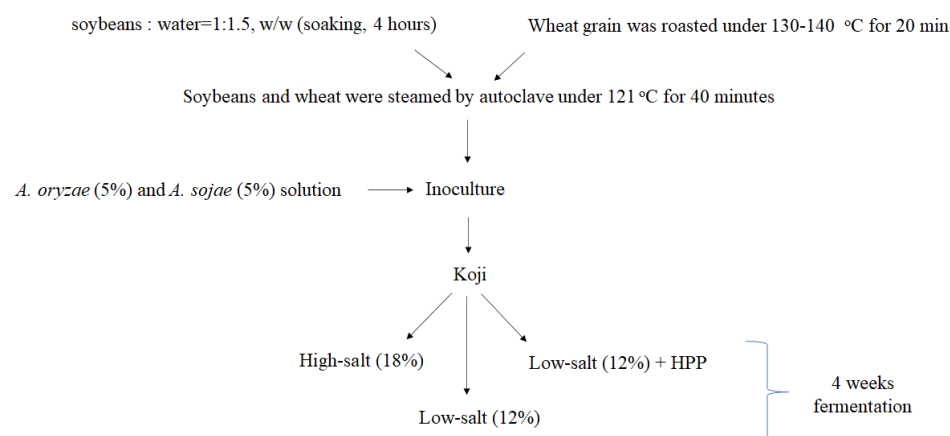 soybeans : water=1:1.5, w/w (soaking, 4 hours)
Wheat grain was roasted under 130-140 °C for 20 min
Soybeans and wheat were steamed by autoclave under 121 °C for 40 minutes
A. oryzae (5%) and A. sojae (5%) solution
Inoculture
Koji
High-salt (18%)
Low-salt (12%) + HPP
Low-salt (12%)
4 weeks
fermentation